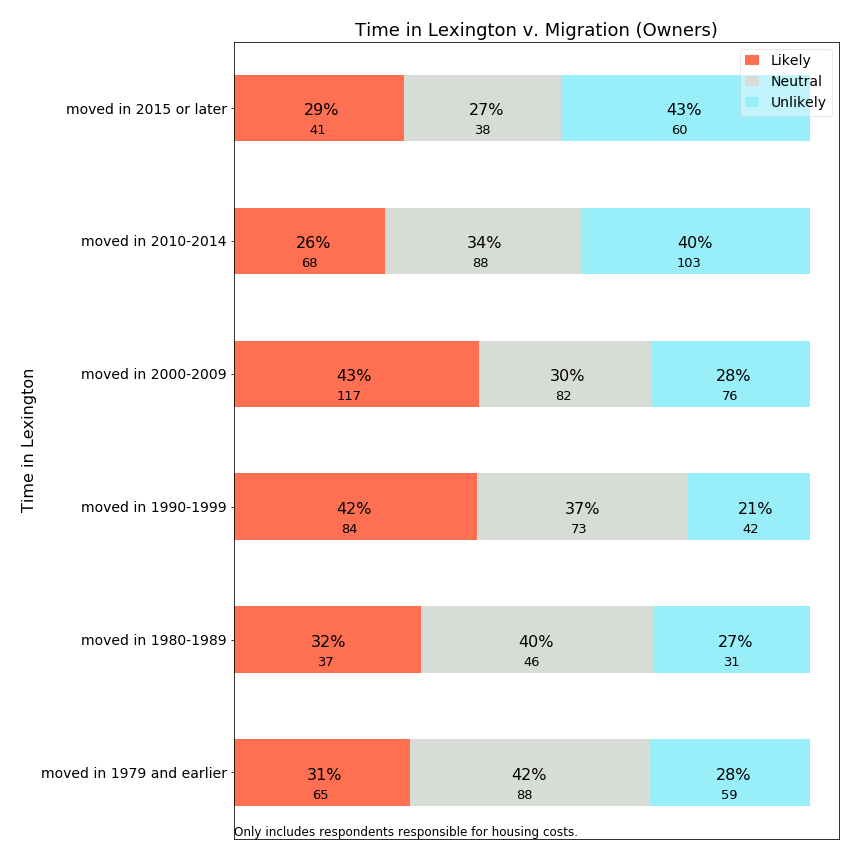 Time in Lexington v. Migration (Owners)
Likely
Neutral
Unlikely
moved in 2015 or later
29% 27% 43%
41 38 60
moved in 2010-2014
26% 34% 40%
68 88 103
Time in Lexington
moved in 2000-2009
43% 30% 28%
117 82 76
moved in 1990-1999
42% 37% 21%
84 73 42
moved in 1980-1989
32% 40% 27%
37 46 31
moved in 1979 and earlier
31% 42% 28%
65 88 59
Only includes respondents responsible for housing costs.